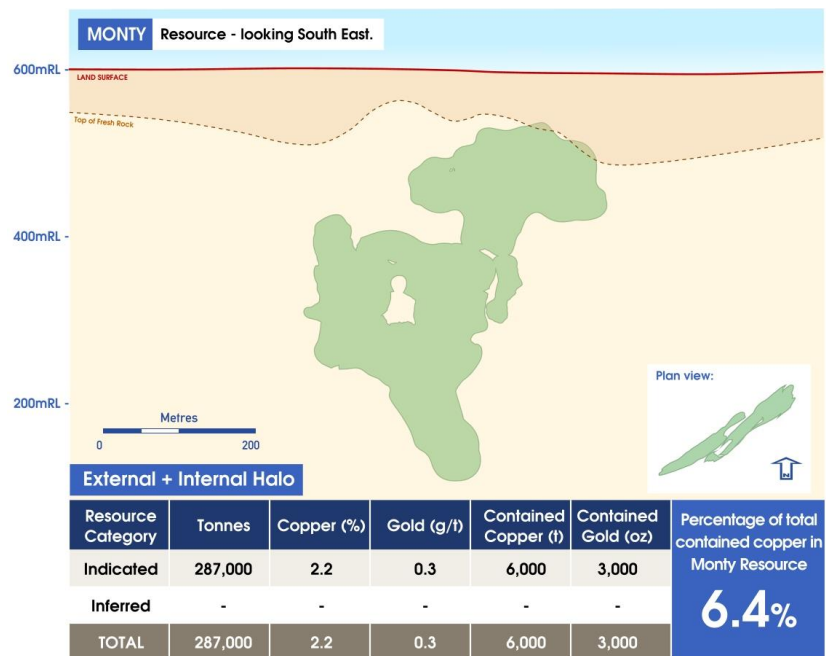 MONTY Resource - looking South East.
600mRL
LAND SURFACE
Top of Fresh Rock
400mRL
200mRL
Metres
0 200
Plan view:
N
External + Internal Halo
Resource Category Tonnes Copper (%) Gold (g/t) Contained Copper (t) Contained Gold (oz)
Indicated 287,000 2.2 0.3 6,000 3,000
Inferred - - - - -
TOTAL 287,000 2.2 0.3 6,000 3,000
Percentage of total
contained copper in
Monty Resource
6.4%